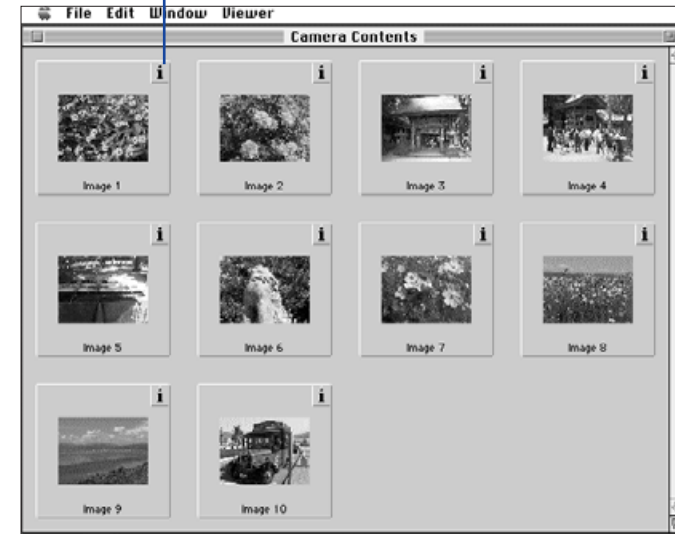 File Edit Window Viewer
Camera Contents
i i i i
Image 1 Image 2 Image 3 Image 4
i i i i
Image 5 Image 6 Image 7 Image 8
i i
Image 9 Image 10